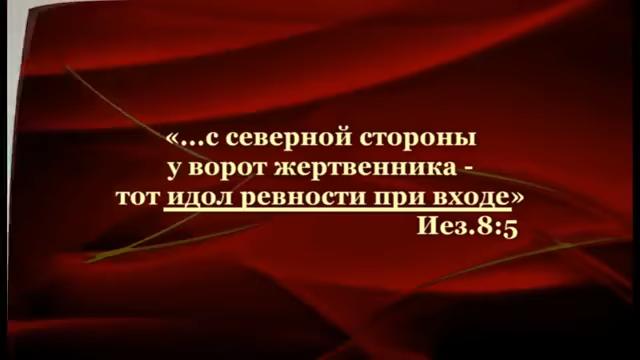 «...с северной стороны
у ворот жертвенника -
тот идол ревности при входе»
Иез.8:5